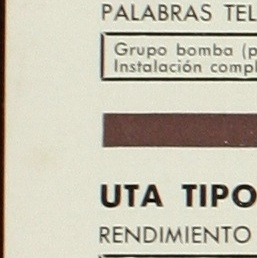 PALABRAS TEL
Grupo bomba (p
Instalación compl
UTA TIPO
RENDIMIENTO